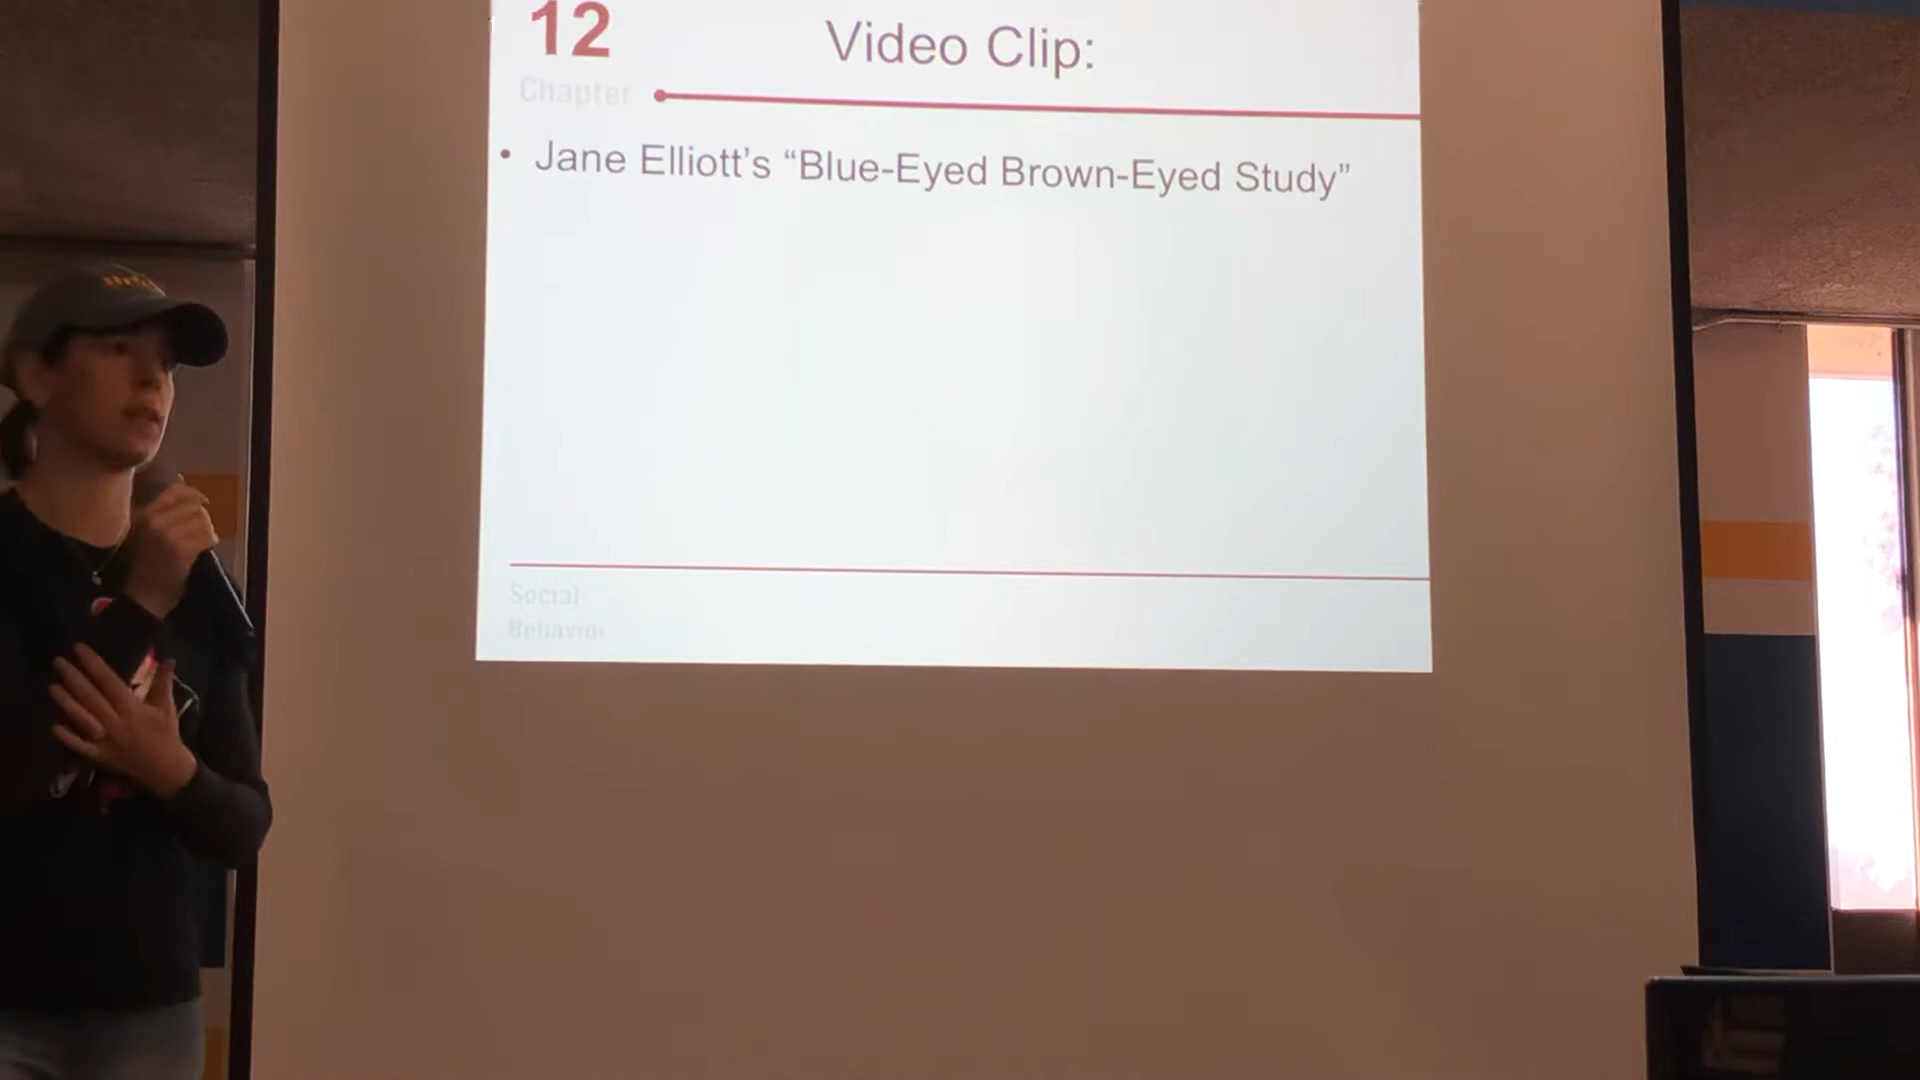 12
Video Clip:
Chapter
• Jane Elliott’s “Blue-Eyed Brown-Eyed Study”
Social
Behavior